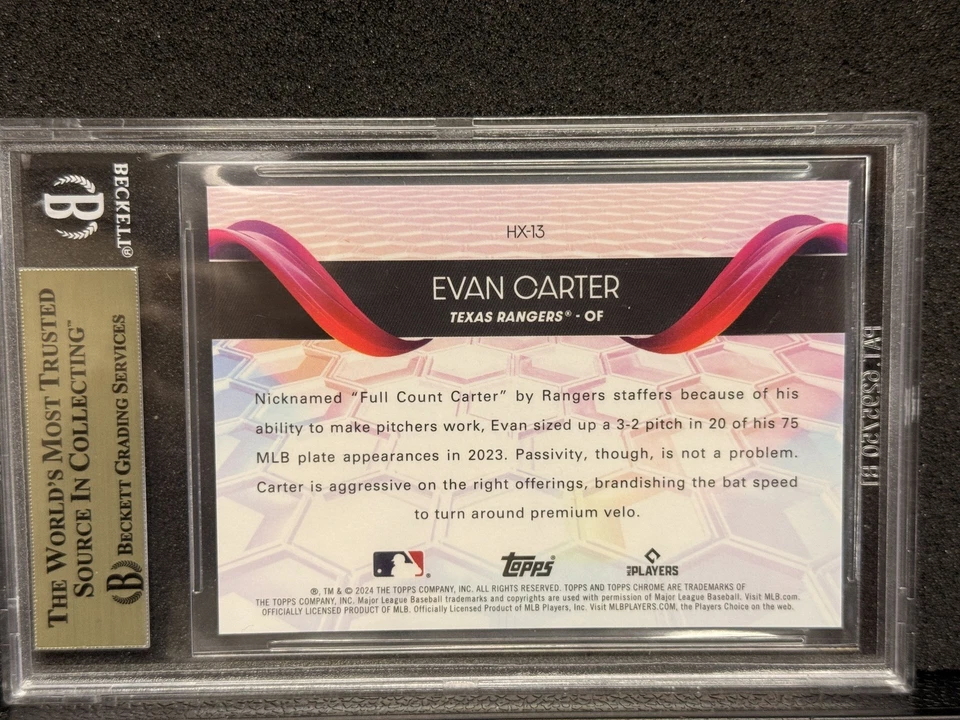 BECKETT®
B
THE WORLD'S MOST TRUSTED
SOURCE IN COLLECTING™
B BECKETT GRADING SERVICES
HX-13
EVAN CARTER
TEXAS RANGERS® - OF
Nicknamed "Full Count Carter" by Rangers staffers because of his
ability to make pitchers work, Evan sized up a 3-2 pitch in 20 of his 75
MLB plate appearances in 2023. Passivity, though, is not a problem.
Carter is aggressive on the right offerings, brandishing the bat speed
to turn around premium velo.
topps®
MLB PLAYERS
®, TM & © 2024 THE TOPPS COMPANY, INC. ALL RIGHTS RESERVED. TOPPS AND TOPPS CHROME ARE TRADEMARKS OF
THE TOPPS COMPANY, INC. Major League Baseball trademarks and copyrights are used with permission of Major League Baseball. Visit MLB.com.
OFFICIALLY LICENSED PRODUCT OF MLB. Officially Licensed Product of MLB Players, Inc. Visit MLBPLAYERS.COM, the Players Choice on the web.